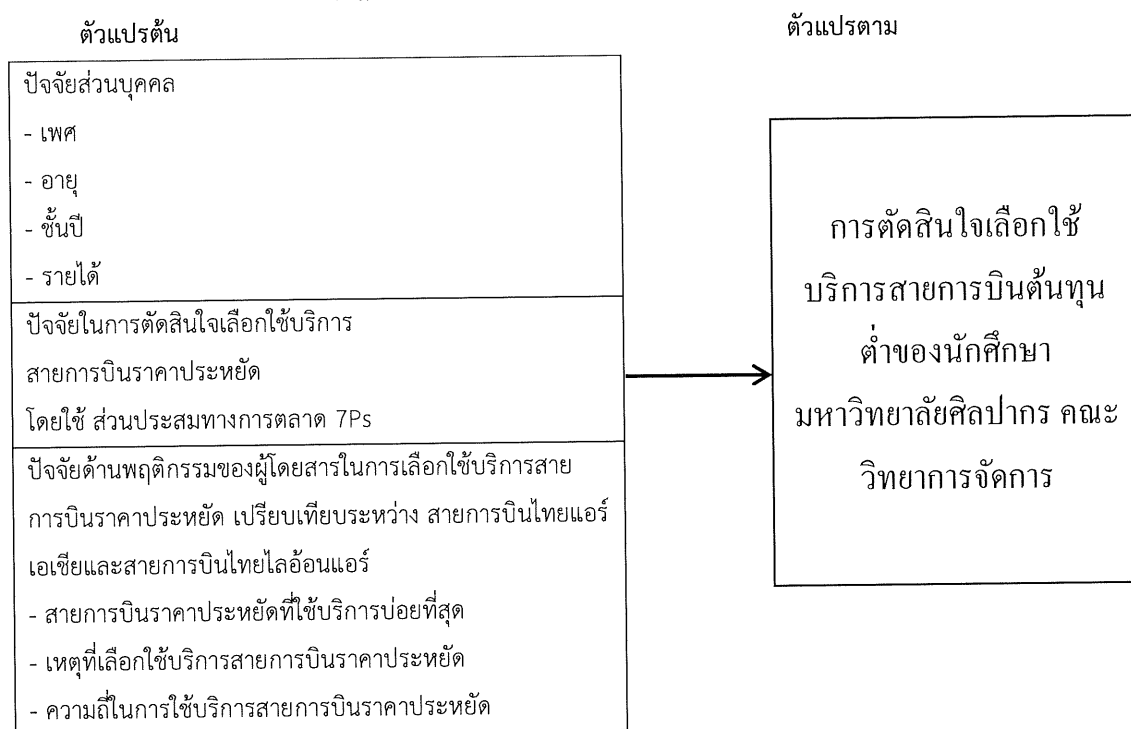 ตัวแปรต้น
ตัวแปรตาม
ปัจจัยส่วนบุคคล
- เพศ
- อายุ
- ชั้นปี
- รายได้
ปัจจัยในการตัดสินใจเลือกใช้บริการ
สายการบินราคาประหยัด
โดยใช้ ส่วนประสมทางการตลาด 7Ps
ปัจจัยด้านพฤติกรรมของผู้โดยสารในการเลือกใช้บริการสาย
การบินราคาประหยัด เปรียบเทียบระหว่าง สายการบินไทยแอร์
เอเชียและสายการบินไทยไลอ้อนแอร์
- สายการบินราคาประหยัดที่ใช้บริการบ่อยที่สุด
- เหตุที่เลือกใช้บริการสายการบินราคาประหยัด
- ความถี่ในการใช้บริการสายการบินราคาประหยัด
การตัดสินใจเลือกใช้
บริการสายการบินต้นทุน
ต่ำของนักศึกษา
มหาวิทยาลัยศิลปากร คณะ
วิทยาการจัดการ